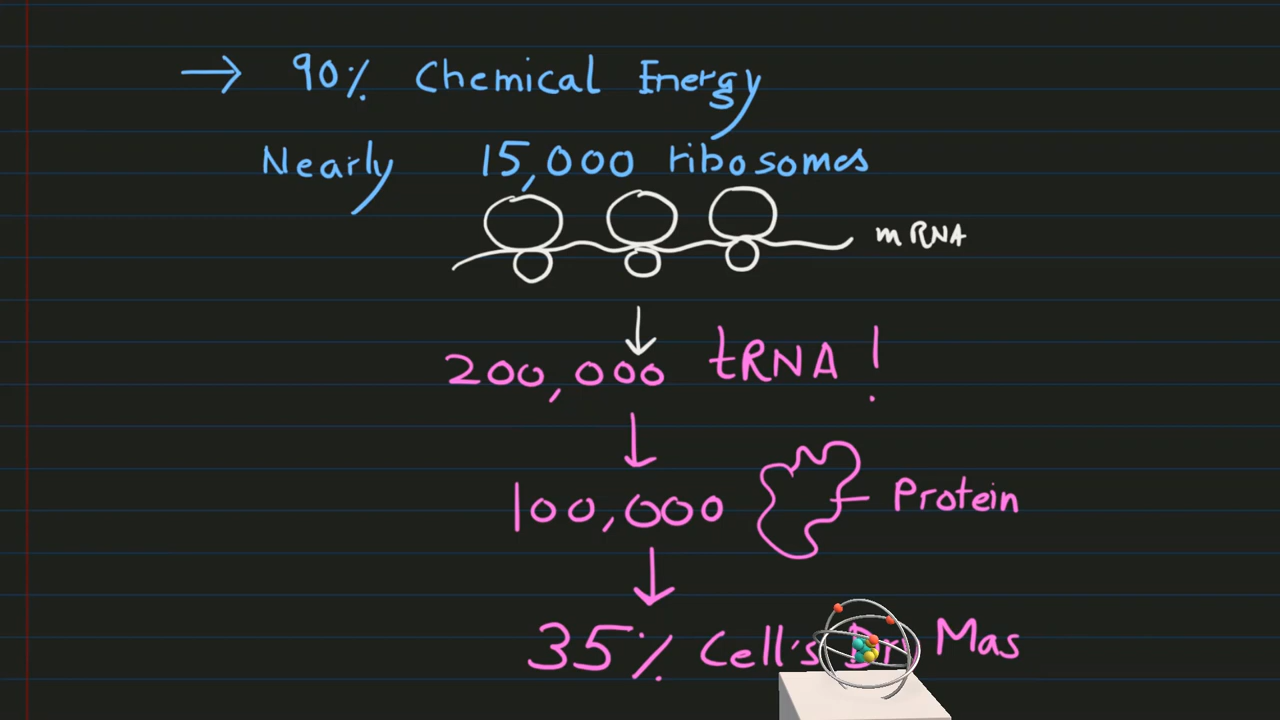 → 90% Chemical Energy
Nearly 15,000 ribosomes
mRNA
200,000 tRNA!
100,000 Protein
35% Cell's Mas